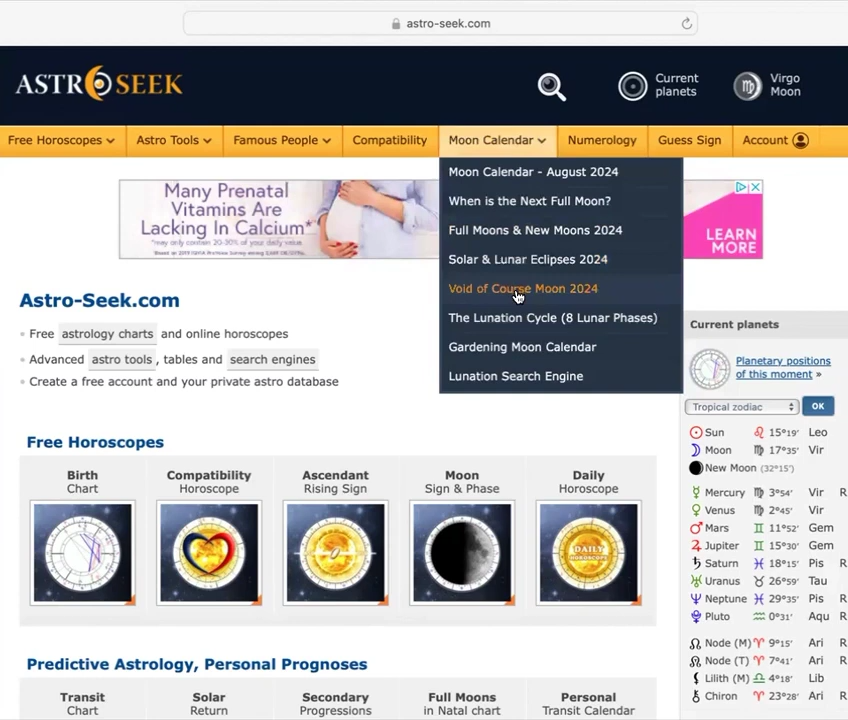 astro-seek.com
ASTROSEEK
Current planets
Virgo Moon
Free Horoscopes
Astro Tools
Famous People
Compatibility
Moon Calendar
Numerology
Guess Sign
Account
Moon Calendar - August 2024
When is the Next Full Moon?
Full Moons & New Moons 2024
Solar & Lunar Eclipses 2024
Void of Course Moon 2024
The Lunation Cycle (8 Lunar Phases)
Gardening Moon Calendar
Lunation Search Engine
Many Prenatal
Vitamins Are
Lacking In Calcium*
LEARN
MORE
Astro-Seek.com
Free astrology charts and online horoscopes
Advanced astro tools, tables and search engines
Create a free account and your private astro database
Free Horoscopes
Birth
Chart
Compatibility
Horoscope
Ascendant
Rising Sign
Moon
Sign & Phase
Daily
Horoscope
DAILY
HOROSCOPE
Predictive Astrology, Personal Prognoses
Transit
Chart
Solar
Return
Secondary
Progressions
Full Moons
in Natal chart
Personal
Transit Calendar
Current planets
Planetary positions
of this moment »
Tropical zodiac
OK
Sun ♌ 15°19' Leo
Moon ♍ 17°35' Vir
New Moon (32°15')
Mercury ♍ 3°54' Vir R
Venus ♍ 2°45' Vir
Mars ♊ 11°52' Gem
Jupiter ♊ 15°30' Gem
Saturn ♓ 18°15' Pis R
Uranus ♉ 26°59' Tau
Neptune ♓ 29°35' Pis R
Pluto ♒ 0°31' Aqu R
Node (M) ♈ 9°15' Ari R
Node (T) ♈ 7°41' Ari R
Lilith (M) ♎ 4°18' Lib
Chiron ♈ 23°28' Ari R